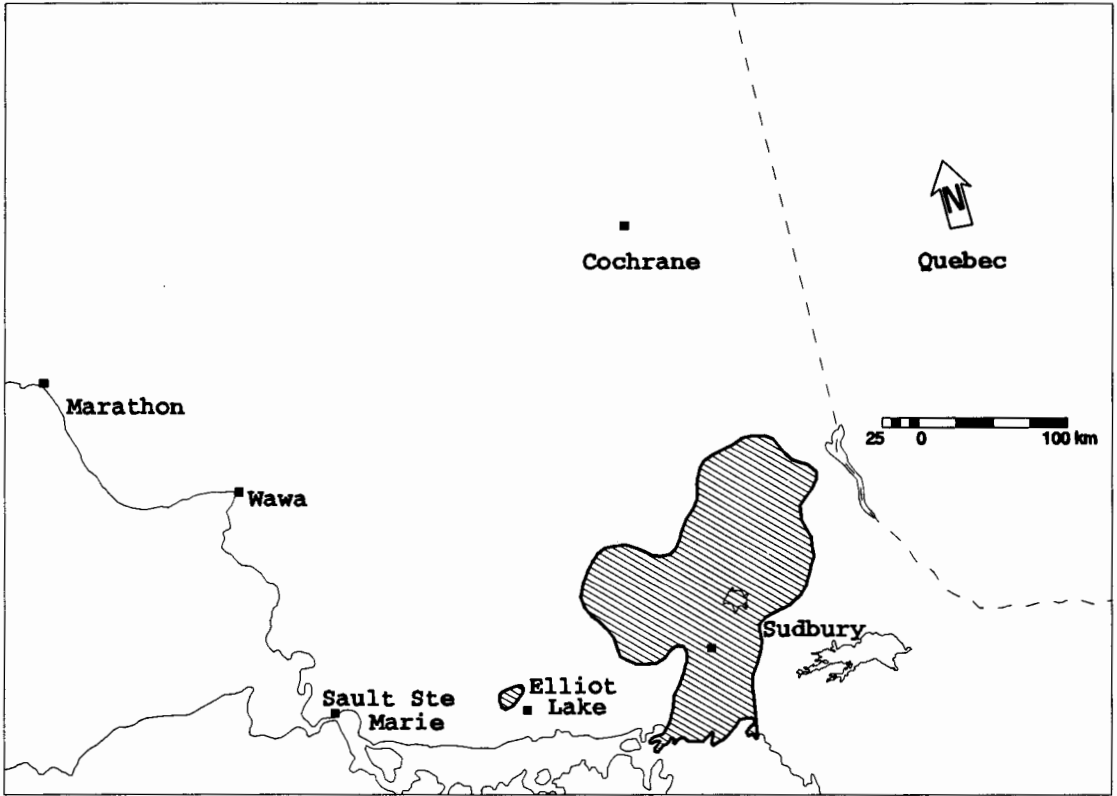 N
Cochrane
Quebec
Marathon
25 0 100 km
Wawa
Sudbury
Elliot
Lake
Sault Ste
Marie